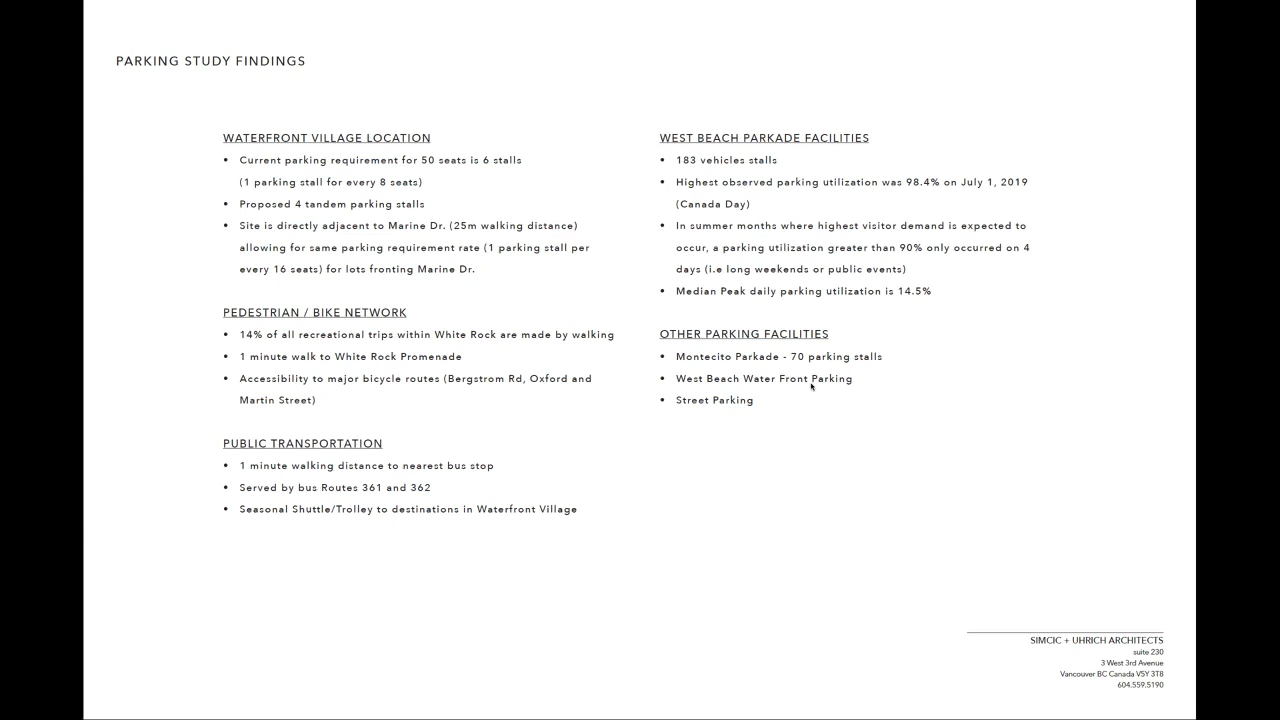 PARKING STUDY FINDINGS
WATERFRONT VILLAGE LOCATION
• Current parking requirement for 50 seats is 6 stalls
(1 parking stall for every 8 seats)
• Proposed 4 tandem parking stalls
• Site is directly adjacent to Marine Dr. (25m walking distance)
allowing for same parking requirement rate (1 parking stall per
every 16 seats) for lots fronting Marine Dr.
PEDESTRIAN / BIKE NETWORK
• 14% of all recreational trips within White Rock are made by walking
• 1 minute walk to White Rock Promenade
• Accessibility to major bicycle routes (Bergstrom Rd, Oxford and
Martin Street)
PUBLIC TRANSPORTATION
• 1 minute walking distance to nearest bus stop
• Served by bus Routes 361 and 362
• Seasonal Shuttle/Trolley to destinations in Waterfront Village
WEST BEACH PARKADE FACILITIES
• 183 vehicles stalls
• Highest observed parking utilization was 98.4% on July 1, 2019
(Canada Day)
• In summer months where highest visitor demand is expected to
occur, a parking utilization greater than 90% only occurred on 4
days (i.e long weekends or public events)
• Median Peak daily parking utilization is 14.5%
OTHER PARKING FACILITIES
• Montecito Parkade - 70 parking stalls
• West Beach Water Front Parking
• Street Parking
SIMCIC + UHRICH ARCHITECTS
suite 230
3 West 3rd Avenue
Vancouver BC Canada V5Y 3T8
604.559.5190